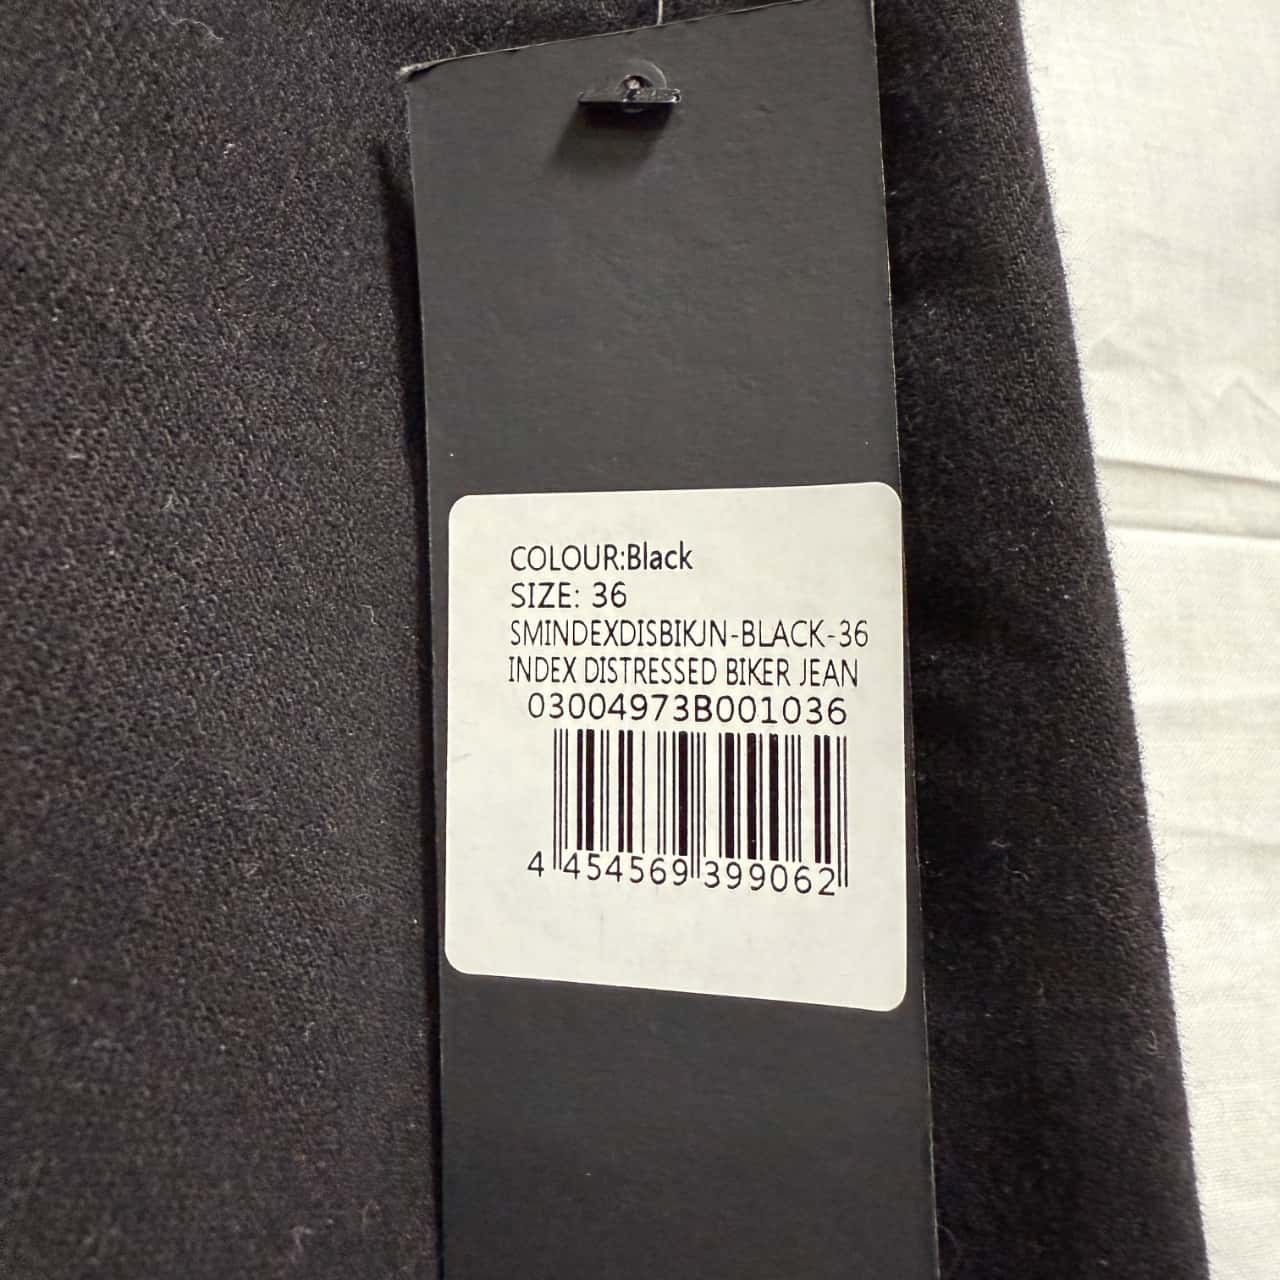 COLOUR:Black
SIZE: 36
SMINDEXDISBIKJN-BLACK-36
INDEX DISTRESSED BIKER JEAN
03004973B001036
4 454569 399062